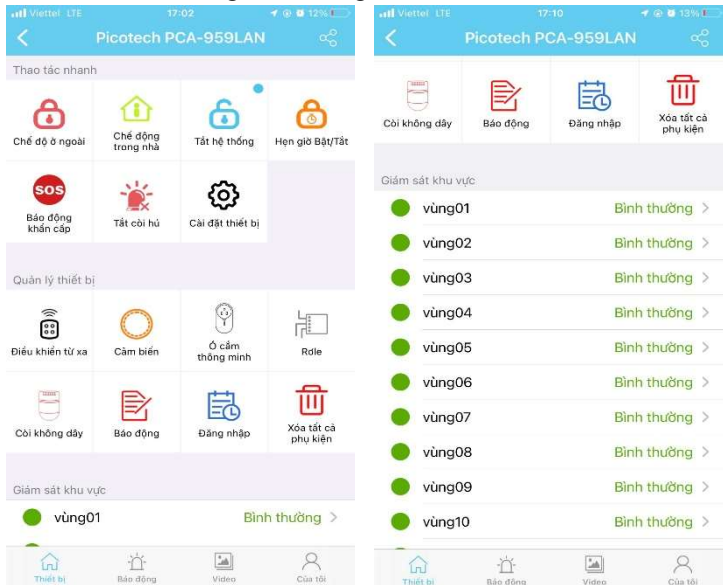 Viettel LTE 17:02 12%
Picotech PCA-959LAN
Thao tác nhanh
Chế độ ở ngoài
Chế động trong nhà
Tắt hệ thống
Hẹn giờ Bật/Tắt
SOS
Báo động khẩn cấp
Tắt còi hú
Cài đặt thiết bị
Quản lý thiết bị
Điều khiển từ xa
Cảm biến
Ổ cắm thông minh
Rơle
Còi không dây
Báo động
Đăng nhập
Xóa tất cả phụ kiện
Giám sát khu vực
vùng01 Bình thường
Thiết bị
Báo động
Video
Của tôi
Viettel LTE 17:10 13%
Picotech PCA-959LAN
Còi không dây
Báo động
Đăng nhập
Xóa tất cả phụ kiện
Giám sát khu vực
vùng01 Bình thường
vùng02 Bình thường
vùng03 Bình thường
vùng04 Bình thường
vùng05 Bình thường
vùng06 Bình thường
vùng07 Bình thường
vùng08 Bình thường
vùng09 Bình thường
vùng10 Bình thường
Thiết bị
Báo động
Video
Của tôi